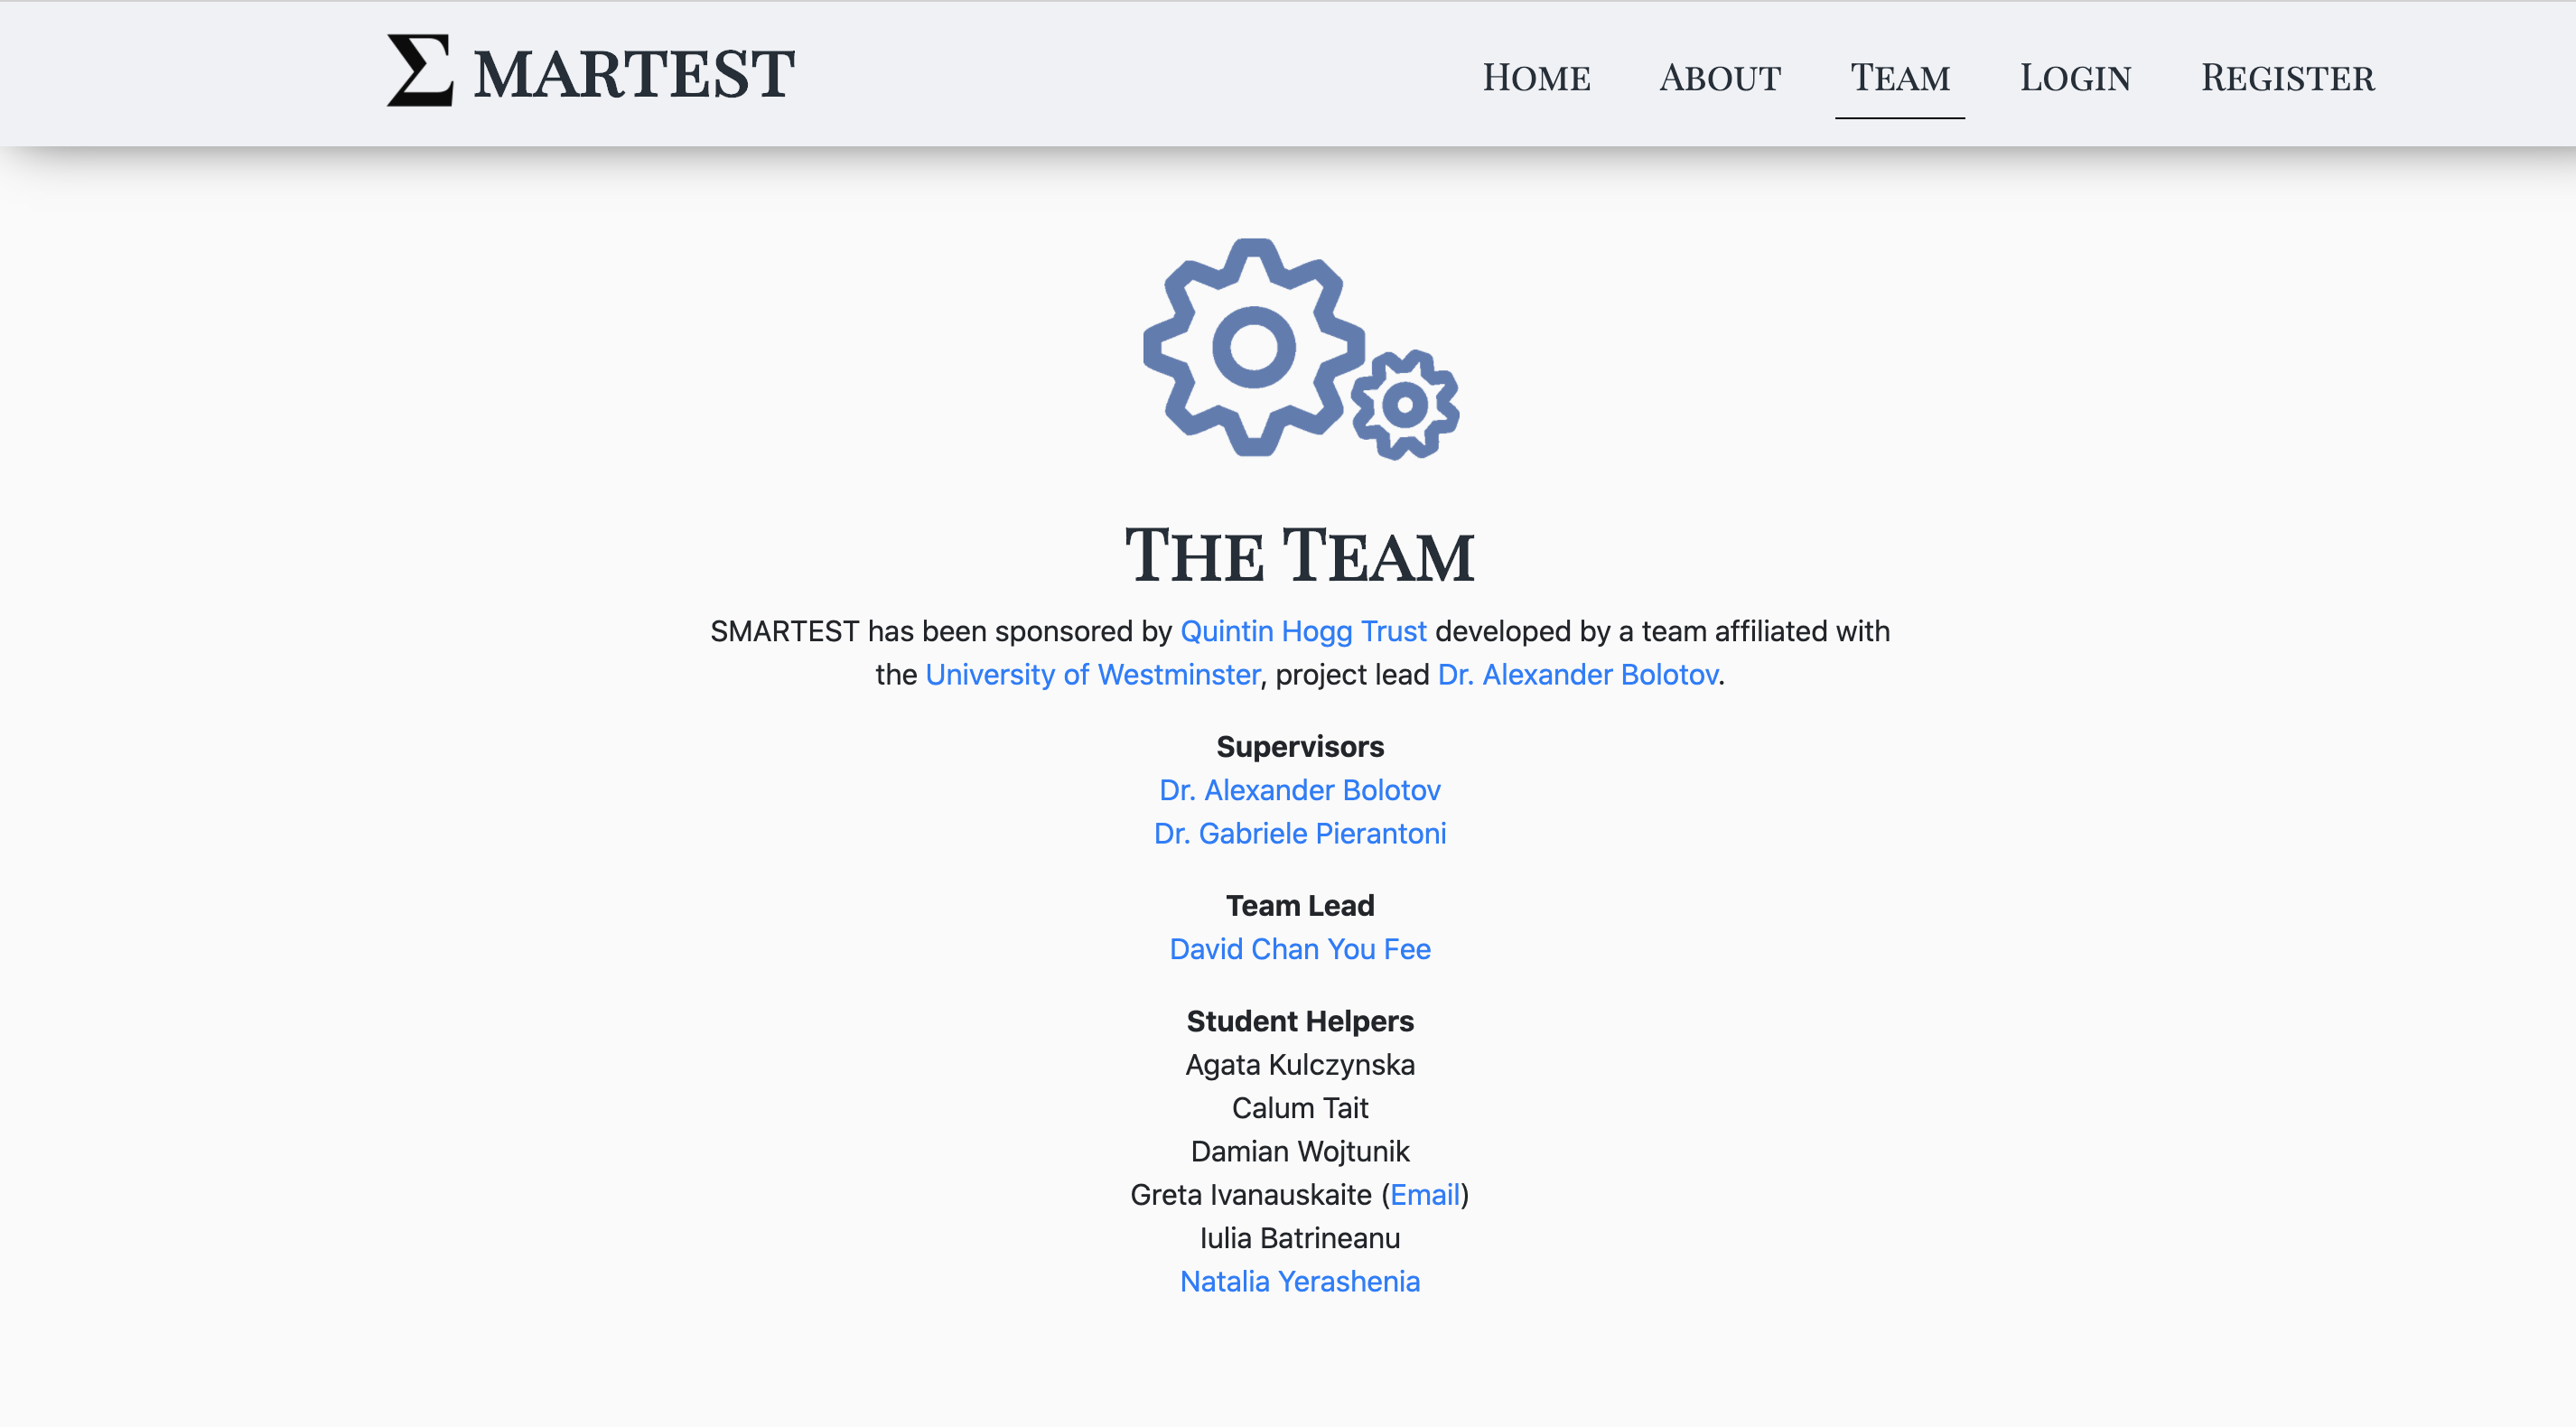 Σ MARTEST
Home About Team Login Register
The Team
SMARTEST has been sponsored by Quintin Hogg Trust developed by a team affiliated with
the University of Westminster, project lead Dr. Alexander Bolotov.
Supervisors
Dr. Alexander Bolotov
Dr. Gabriele Pierantoni
Team Lead
David Chan You Fee
Student Helpers
Agata Kulczynska
Calum Tait
Damian Wojtunik
Greta Ivanauskaite (Email)
Iulia Batrineanu
Natalia Yerashenia